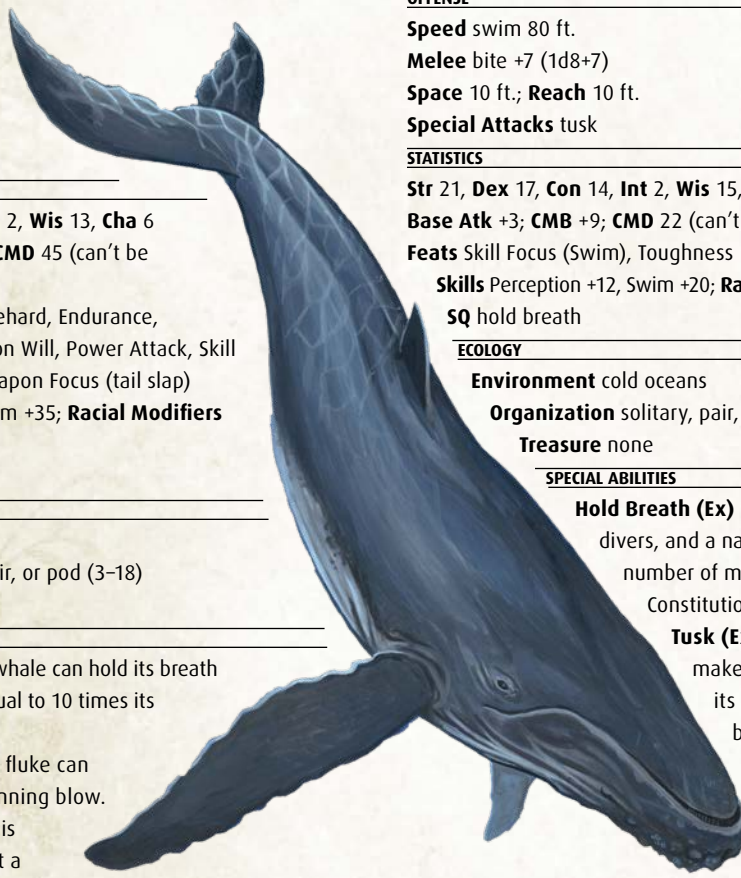 2, Wis 13, Cha 6
CMD 45 (can't be
ehard, Endurance,
on Will, Power Attack, Skill
apon Focus (tail slap)
m +35; Racial Modifiers
ir, or pod (3–18)
whale can hold its breath
ual to 10 times its
fluke can
nning blow.
is
t a
OFFENSE
Speed swim 80 ft.
Melee bite +7 (1d8+7)
Space 10 ft.; Reach 10 ft.
Special Attacks tusk
STATISTICS
Str 21, Dex 17, Con 14, Int 2, Wis 15,
Base Atk +3; CMB +9; CMD 22 (can't
Feats Skill Focus (Swim), Toughness
Skills Perception +12, Swim +20; Ra
SQ hold breath
ECOLOGY
Environment cold oceans
Organization solitary, pair,
Treasure none
SPECIAL ABILITIES
Hold Breath (Ex)
divers, and a na
number of m
Constitutio
Tusk (E
make
its
b